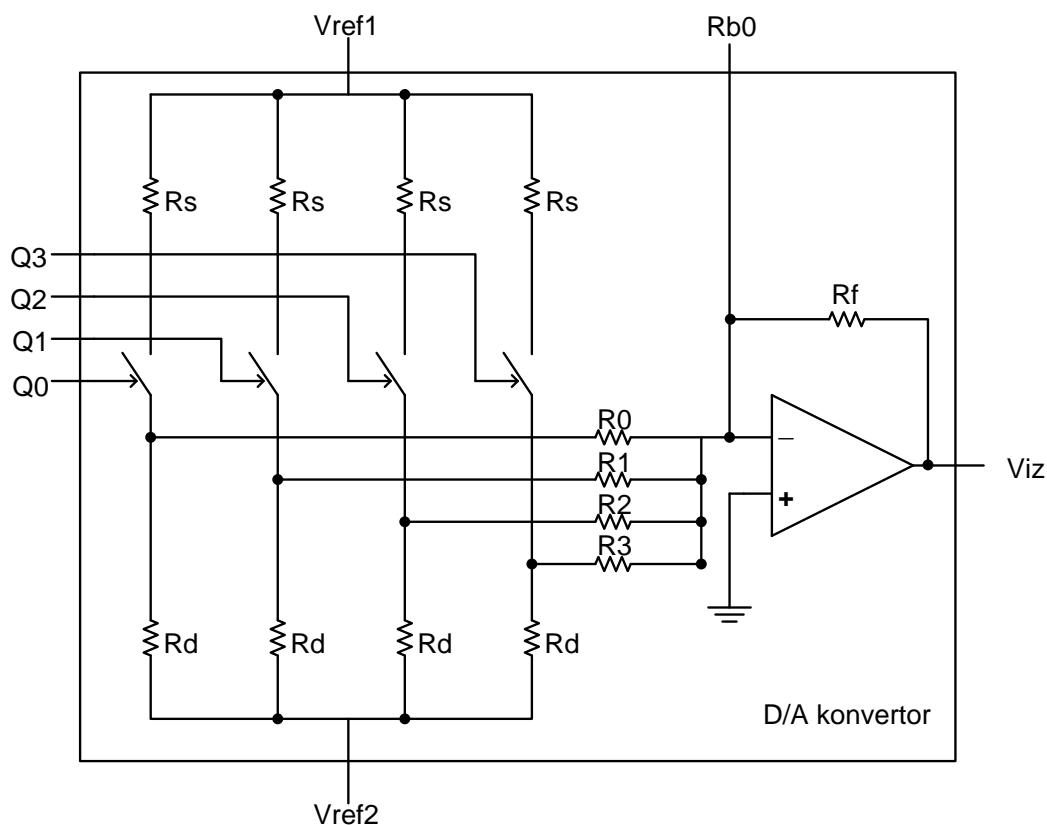 Vref1
Rb0
Rs
Rs
Rs
Rs
Q3
Q2
Q1
Q0
Rf
R0
R1
R2
R3
–
+
Viz
Rd
Rd
Rd
Rd
D/A konvertor
Vref2